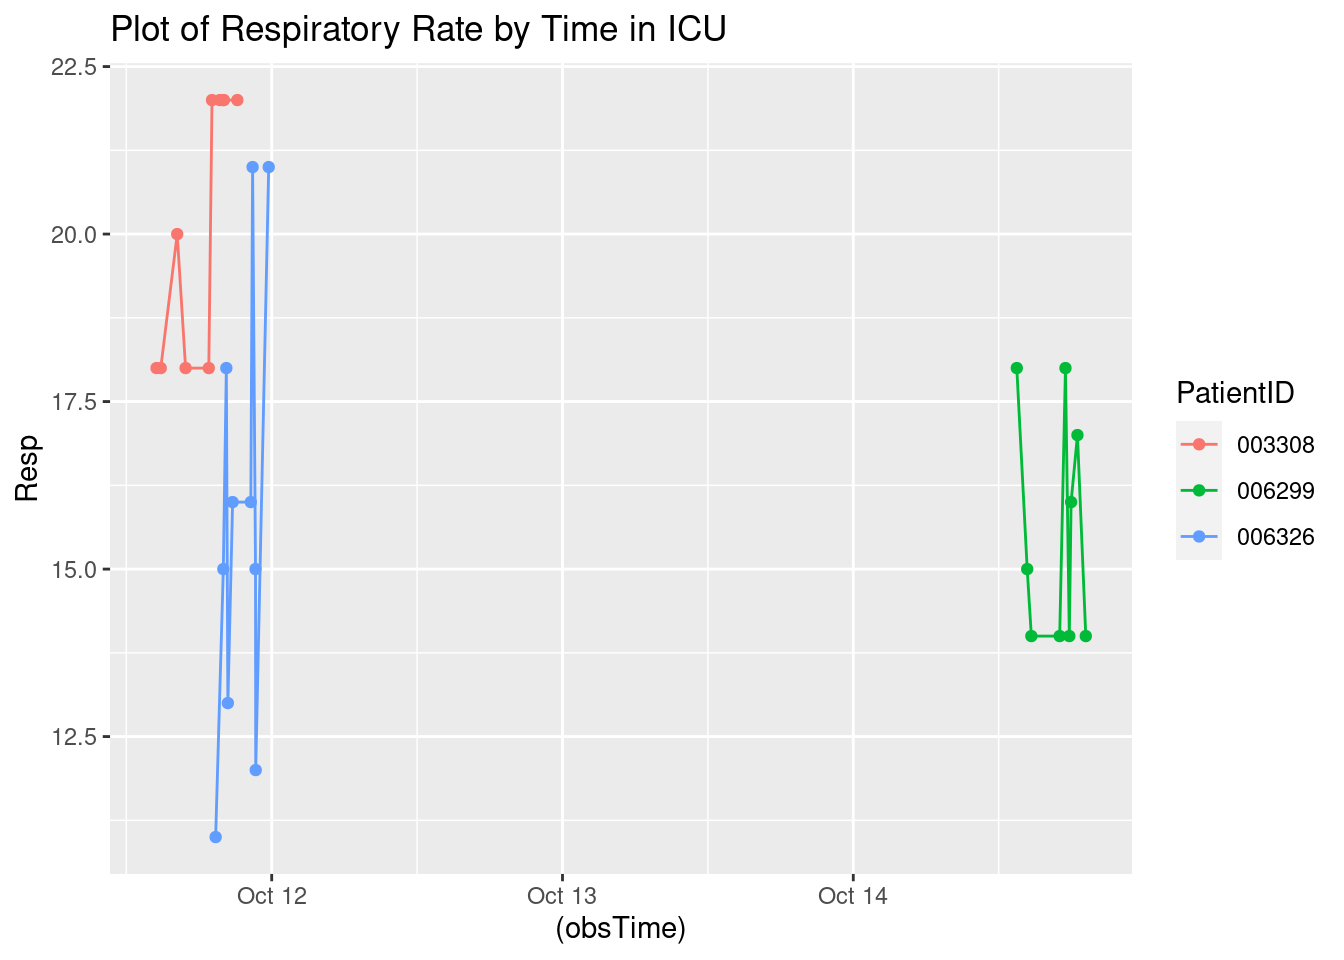 Plot of Respiratory Rate by Time in ICU
22.5
20.0
17.5
15.0
12.5
Resp
Oct 12
Oct 13
Oct 14
(obsTime)
PatientID
003308
006299
006326